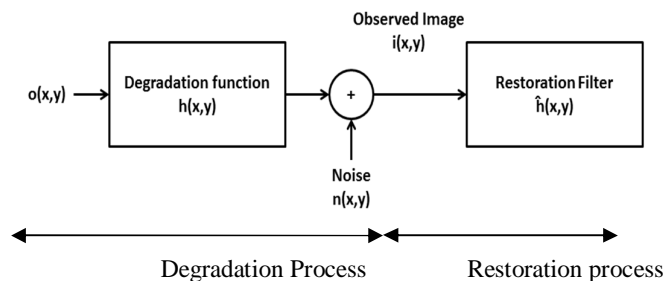 Observed Image
i(x,y)
o(x,y)
Degradation function
h(x,y)
+
Restoration Filter
ĥ(x,y)
Noise
n(x,y)
Degradation Process
Restoration process